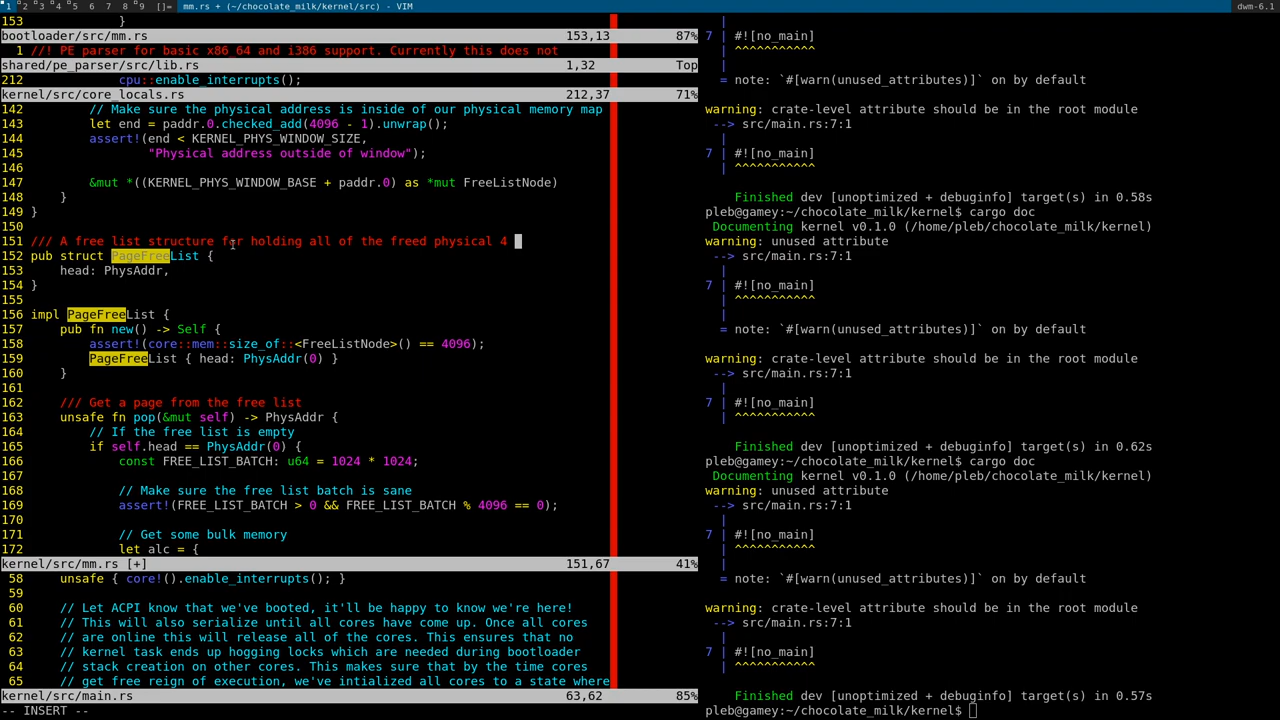 1 2 3 4 5 6 7 8 9 []= mm.rs + (~/chocolate_milk/kernel/src) - VIM dwm-6.1
153             }
bootloader/src/mm.rs 153,13 87%
1 //! PE parser for basic x86_64 and i386 support. Currently this does not
shared/pe_parser/src/lib.rs 1,32 Top
212             cpu::enable_interrupts();
kernel/src/core_locals.rs 212,37 71%
142         // Make sure the physical address is inside of our physical memory map
143         let end = paddr.0.checked_add(4096 - 1).unwrap();
144         assert!(end < KERNEL_PHYS_WINDOW_SIZE,
145                 "Physical address outside of window");
146
147         &mut *((KERNEL_PHYS_WINDOW_BASE + paddr.0) as *mut FreeListNode)
148     }
149 }
150
151 /// A free list structure for holding all of the freed physical 4
152 pub struct PageFreeList {
153     head: PhysAddr,
154 }
155
156 impl PageFreeList {
157     pub fn new() -> Self {
158         assert!(core::mem::size_of::<FreeListNode>() == 4096);
159         PageFreeList { head: PhysAddr(0) }
160     }
161
162     /// Get a page from the free list
163     unsafe fn pop(&mut self) -> PhysAddr {
164         // If the free list is empty
165         if self.head == PhysAddr(0) {
166             const FREE_LIST_BATCH: u64 = 1024 * 1024;
167
168             // Make sure the free list batch is sane
169             assert!(FREE_LIST_BATCH > 0 && FREE_LIST_BATCH % 4096 == 0);
170
171             // Get some bulk memory
172             let alc = {
kernel/src/mm.rs [+] 151,67 41%
58     unsafe { core!().enable_interrupts(); }
59
60     // Let ACPI know that we've booted, it'll be happy to know we're here!
61     // This will also serialize until all cores have come up. Once all cores
62     // are online this will release all of the cores. This ensures that no
63     // kernel task ends up hogging locks which are needed during bootloader
64     // stack creation on other cores. This makes sure that by the time cores
65     // get free reign of execution, we've intialized all cores to a state where
kernel/src/main.rs 63,62 85%
-- INSERT --
  |
7 | #![no_main]
  | ^^^^^^^^^^^
  |
  = note: `#[warn(unused_attributes)]` on by default

warning: crate-level attribute should be in the root module
 --> src/main.rs:7:1
  |
7 | #![no_main]
  | ^^^^^^^^^^^

    Finished dev [unoptimized + debuginfo] target(s) in 0.58s
pleb@gamey:~/chocolate_milk/kernel$ cargo doc
 Documenting kernel v0.1.0 (/home/pleb/chocolate_milk/kernel)
warning: unused attribute
 --> src/main.rs:7:1
  |
7 | #![no_main]
  | ^^^^^^^^^^^
  |
  = note: `#[warn(unused_attributes)]` on by default

warning: crate-level attribute should be in the root module
 --> src/main.rs:7:1
  |
7 | #![no_main]
  | ^^^^^^^^^^^

    Finished dev [unoptimized + debuginfo] target(s) in 0.62s
pleb@gamey:~/chocolate_milk/kernel$ cargo doc
 Documenting kernel v0.1.0 (/home/pleb/chocolate_milk/kernel)
warning: unused attribute
 --> src/main.rs:7:1
  |
7 | #![no_main]
  | ^^^^^^^^^^^
  |
  = note: `#[warn(unused_attributes)]` on by default

warning: crate-level attribute should be in the root module
 --> src/main.rs:7:1
  |
7 | #![no_main]
  | ^^^^^^^^^^^

    Finished dev [unoptimized + debuginfo] target(s) in 0.57s
pleb@gamey:~/chocolate_milk/kernel$